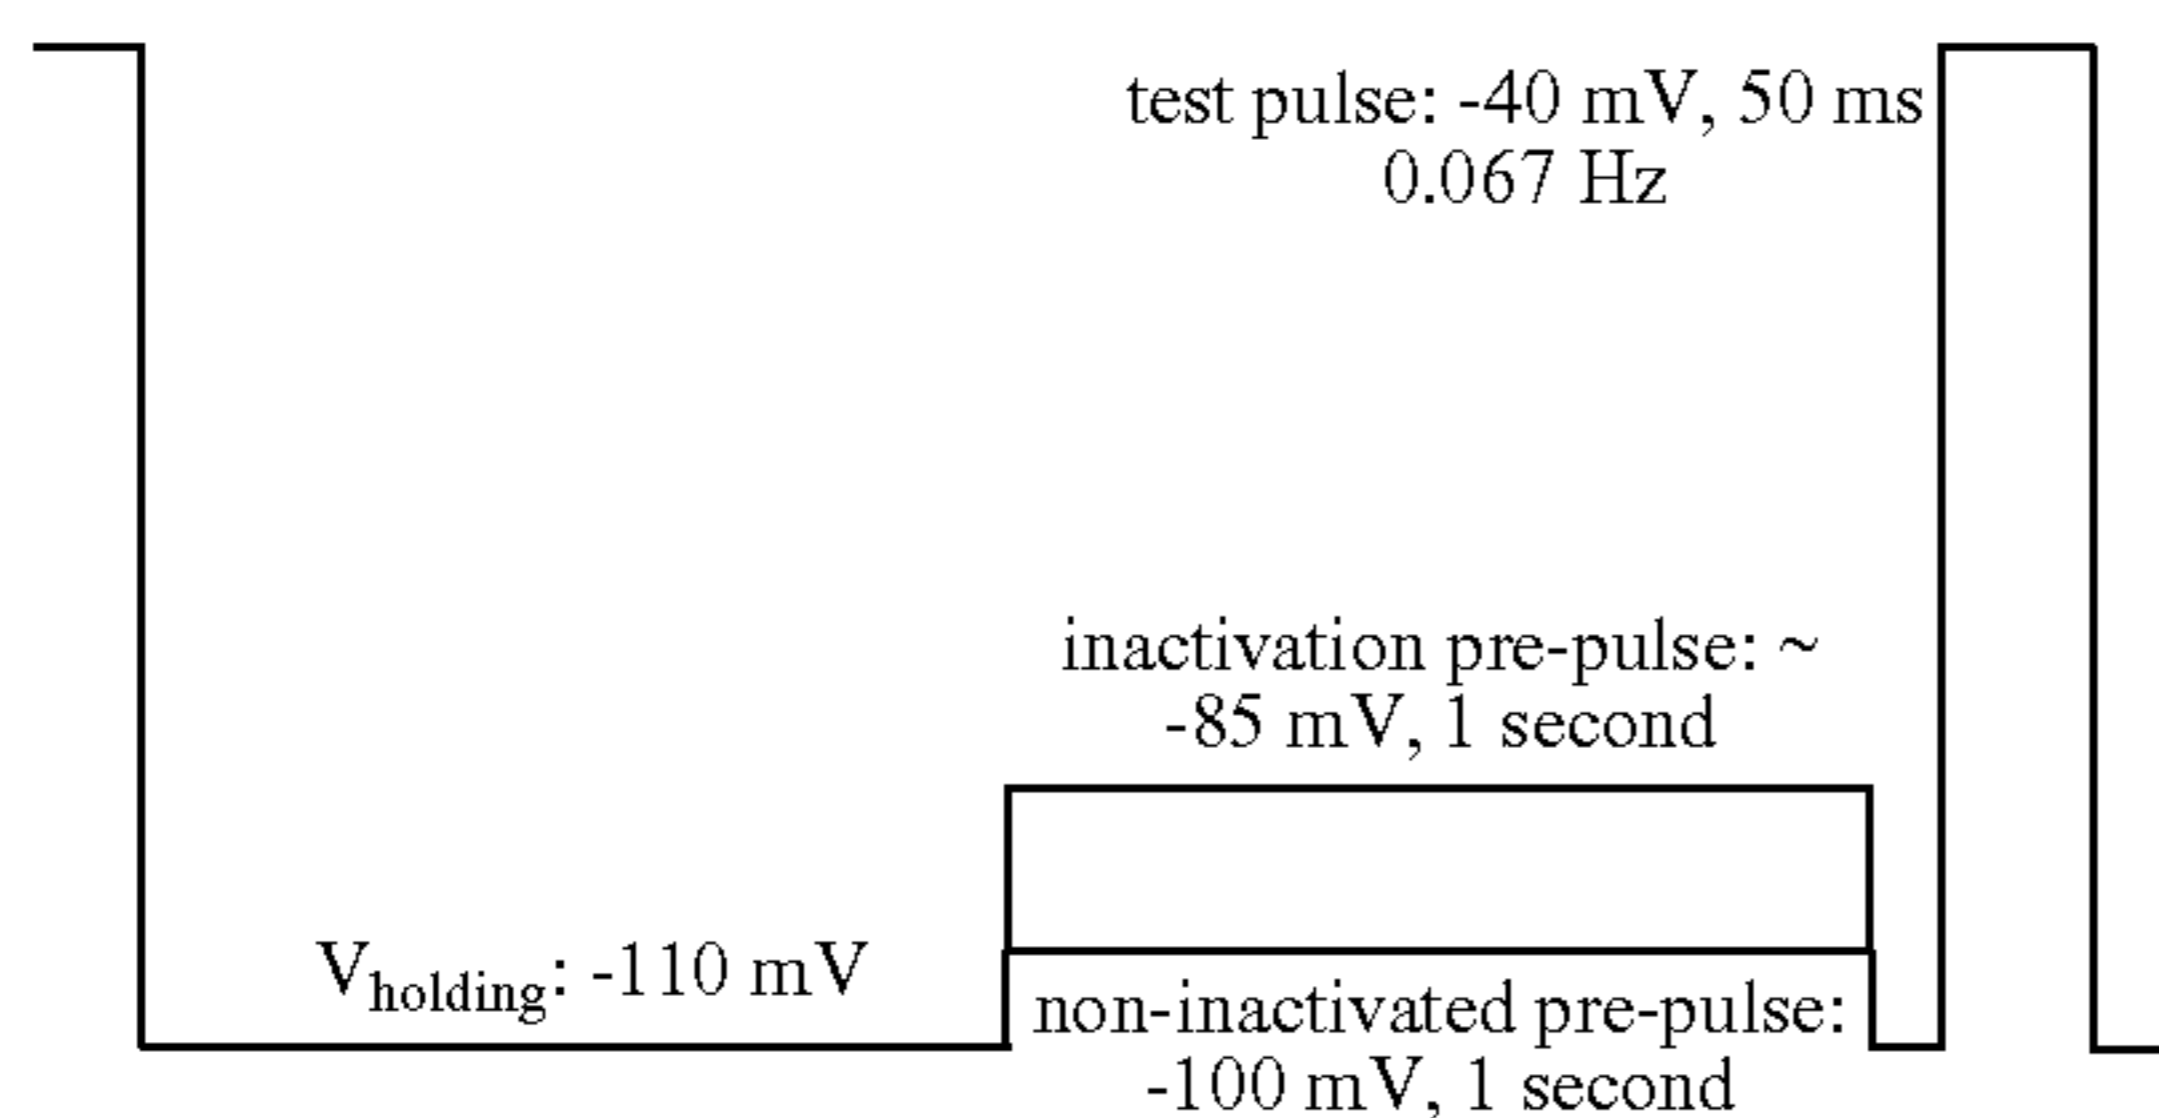 test pulse: -40 mV, 50 ms
0.067 Hz
inactivation pre-pulse: ~
-85 mV, 1 second
Vholding: -110 mV
non-inactivated pre-pulse:
-100 mV, 1 second